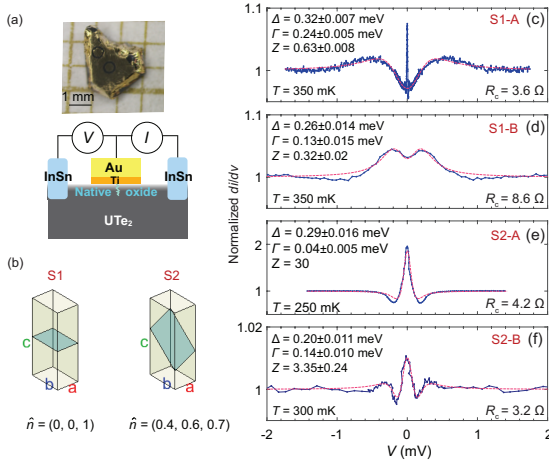 (a)
1 mm
V
I
InSn
Au
Ti
InSn
Native oxide
UTe₂
(b)
S1
S2
c
b
a
c
b
a
n̂ = (0, 0, 1)
n̂ = (0.4, 0.6, 0.7)
Normalized dI/dv
1.1
1
Δ = 0.32±0.007 meV
Γ = 0.24±0.005 meV
Z = 0.63±0.008
S1-A
(c)
T = 350 mK
R꜀ = 3.6 Ω
1.1
1
Δ = 0.26±0.014 meV
Γ = 0.13±0.015 meV
Z = 0.32±0.02
S1-B
(d)
T = 350 mK
R꜀ = 8.6 Ω
2
1
Δ = 0.29±0.016 meV
Γ = 0.04±0.005 meV
Z = 30
S2-A
(e)
T = 250 mK
R꜀ = 4.2 Ω
1.02
1
Δ = 0.20±0.011 meV
Γ = 0.14±0.010 meV
Z = 3.35±0.24
S2-B
(f)
T = 300 mK
R꜀ = 3.2 Ω
-2
-1
0
1
2
V (mV)